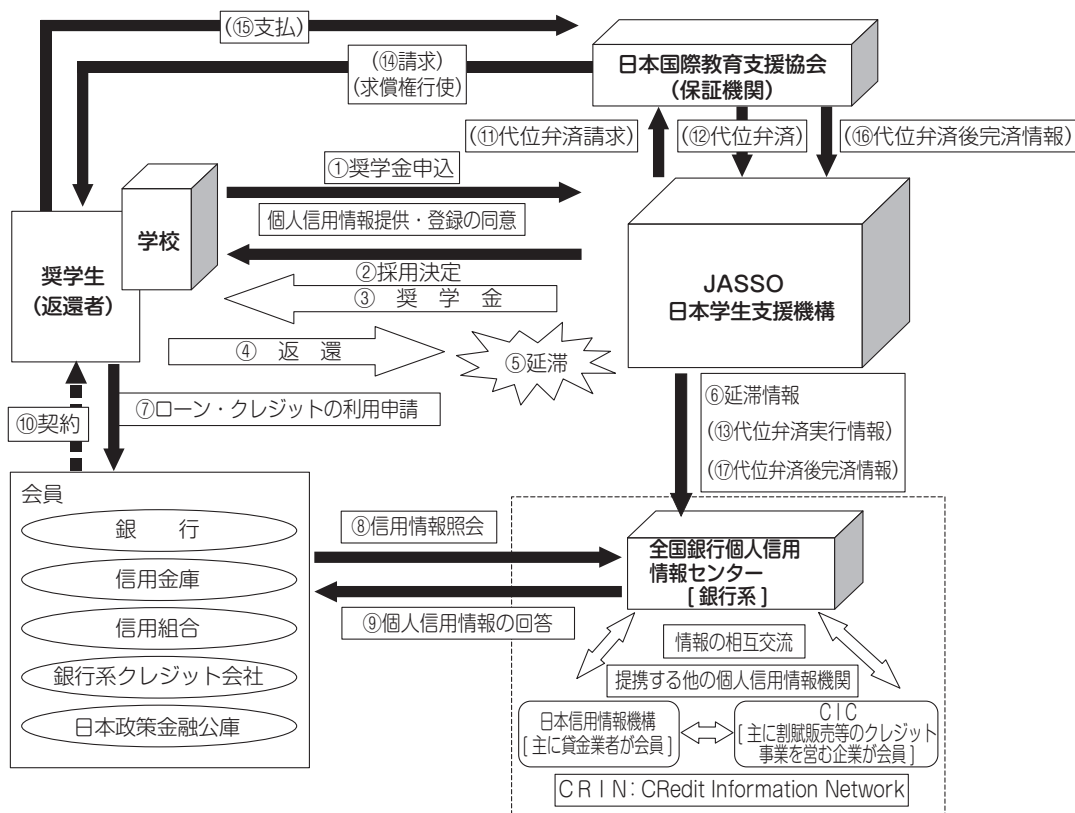 (⑮支払)
(⑭請求)
(求償権行使)
日本国際教育支援協会
(保証機関)
(⑪代位弁済請求)
(⑫代位弁済)
(⑯代位弁済後完済情報)
①奨学金申込
個人信用情報提供・登録の同意
学校
奨学生
(返還者)
②採用決定
③ 奨 学 金
JASSO
日本学生支援機構
④ 返 還
⑤延滞
⑥延滞情報
(⑬代位弁済実行情報)
(⑰代位弁済後完済情報)
⑦ローン・クレジットの利用申請
⑩契約
会員
銀 行
信用金庫
信用組合
銀行系クレジット会社
日本政策金融公庫
⑧信用情報照会
⑨個人信用情報の回答
全国銀行個人信用
情報センター
[ 銀行系 ]
情報の相互交流
提携する他の個人信用情報機関
日本信用情報機構
[ 主に貸金業者が会員 ]
CIC
[ 主に割賦販売等のクレジット
事業を営む企業が会員 ]
CRIN: CRedit Information Network